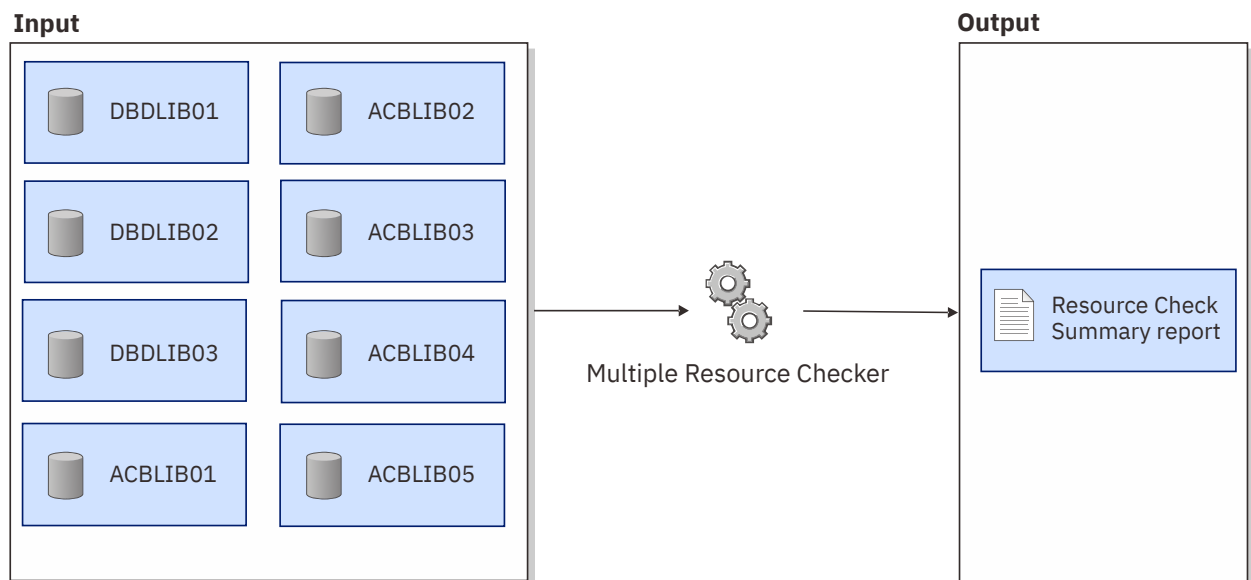 Input
DBDLIB01
ACBLIB02
DBDLIB02
ACBLIB03
DBDLIB03
ACBLIB04
ACBLIB01
ACBLIB05
Multiple Resource Checker
Output
Resource Check
Summary report